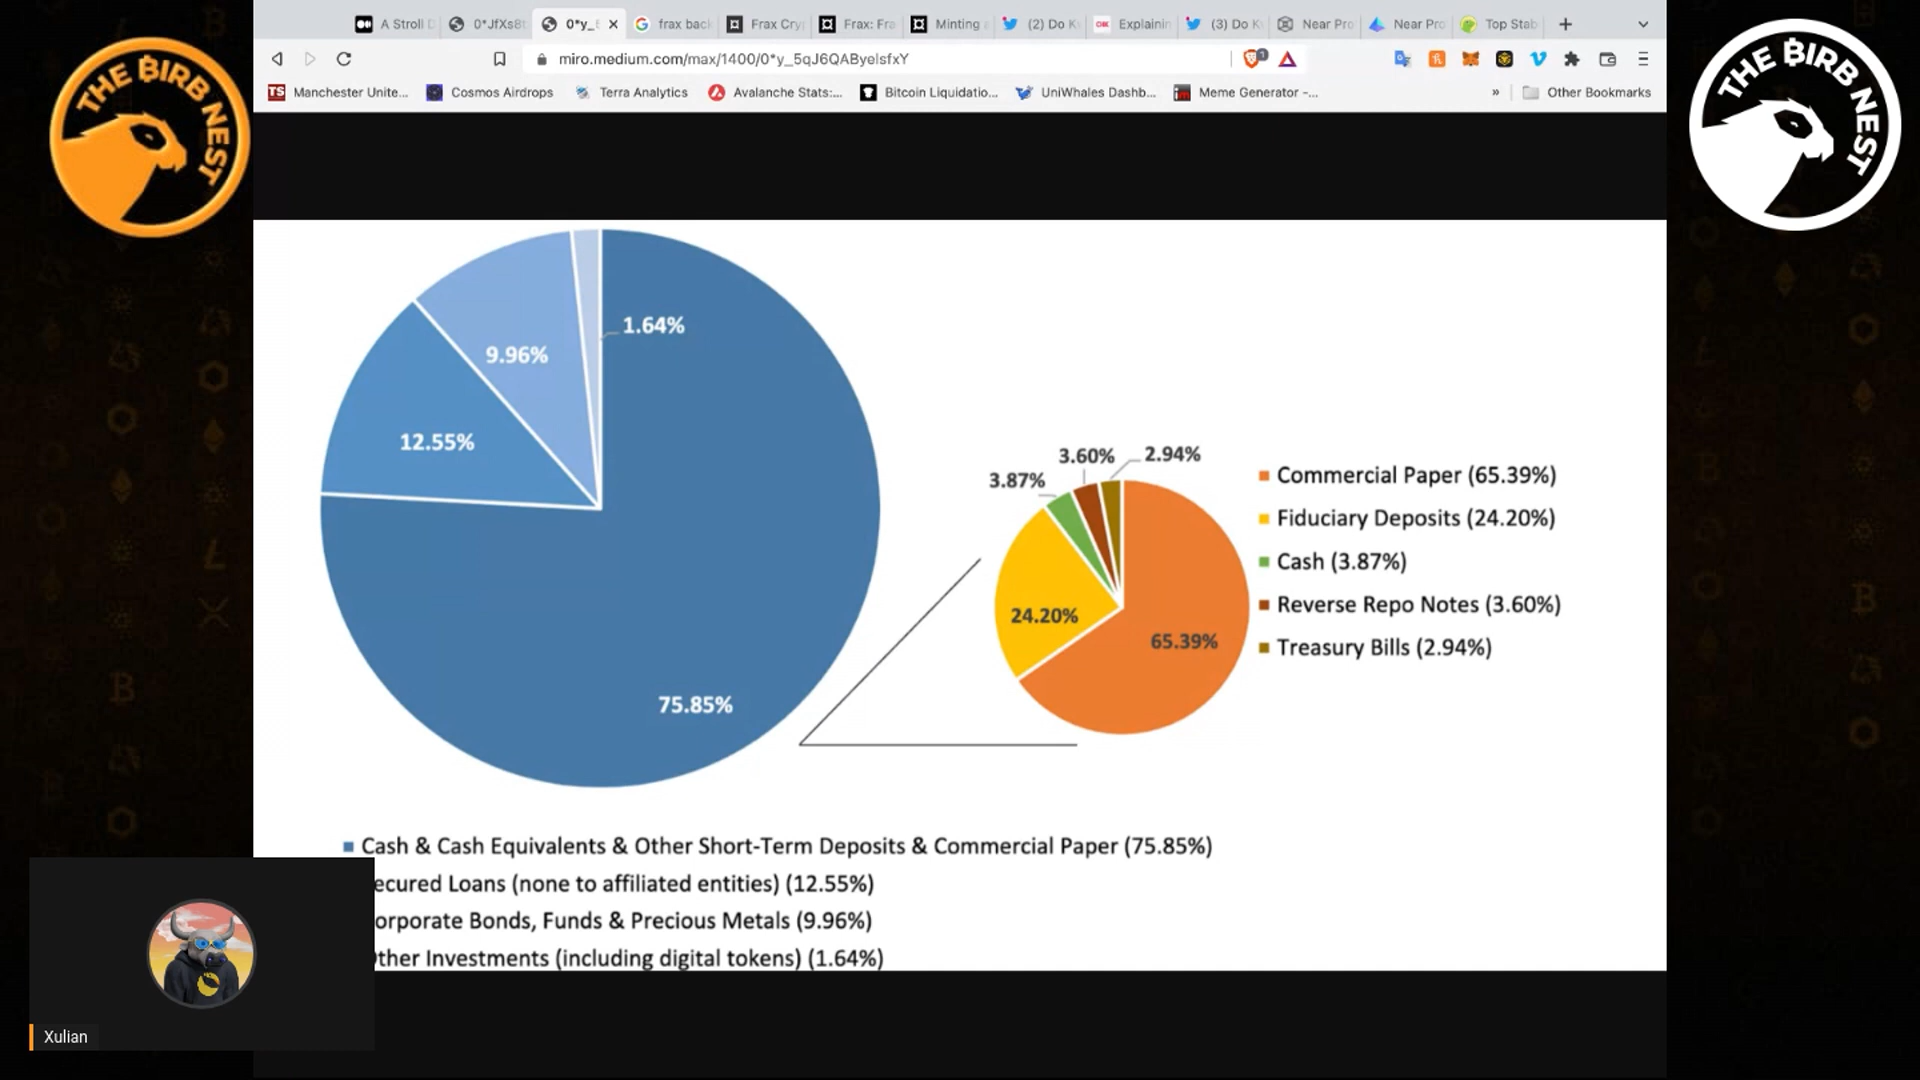 THE BIRB NEST
A Stroll D
0*JfXs8t
0*y_5
frax back
Frax Cry
Frax: Fra
Minting a
(2) Do K
Explainin
(3) Do K
Near Pro
Near Pro
Top Stab
miro.medium.com/max/1400/0*y_5qJ6QAByelsfxY
Manchester Unite...
Cosmos Airdrops
Terra Analytics
Avalanche Stats:...
Bitcoin Liquidatio...
UniWhales Dashb...
Meme Generator -...
»
Other Bookmarks
THE BIRB NEST
1.64%
9.96%
12.55%
75.85%
3.87%
3.60%
2.94%
24.20%
65.39%
Commercial Paper (65.39%)
Fiduciary Deposits (24.20%)
Cash (3.87%)
Reverse Repo Notes (3.60%)
Treasury Bills (2.94%)
Cash & Cash Equivalents & Other Short-Term Deposits & Commercial Paper (75.85%)
ecured Loans (none to affiliated entities) (12.55%)
orporate Bonds, Funds & Precious Metals (9.96%)
ther Investments (including digital tokens) (1.64%)
Xulian